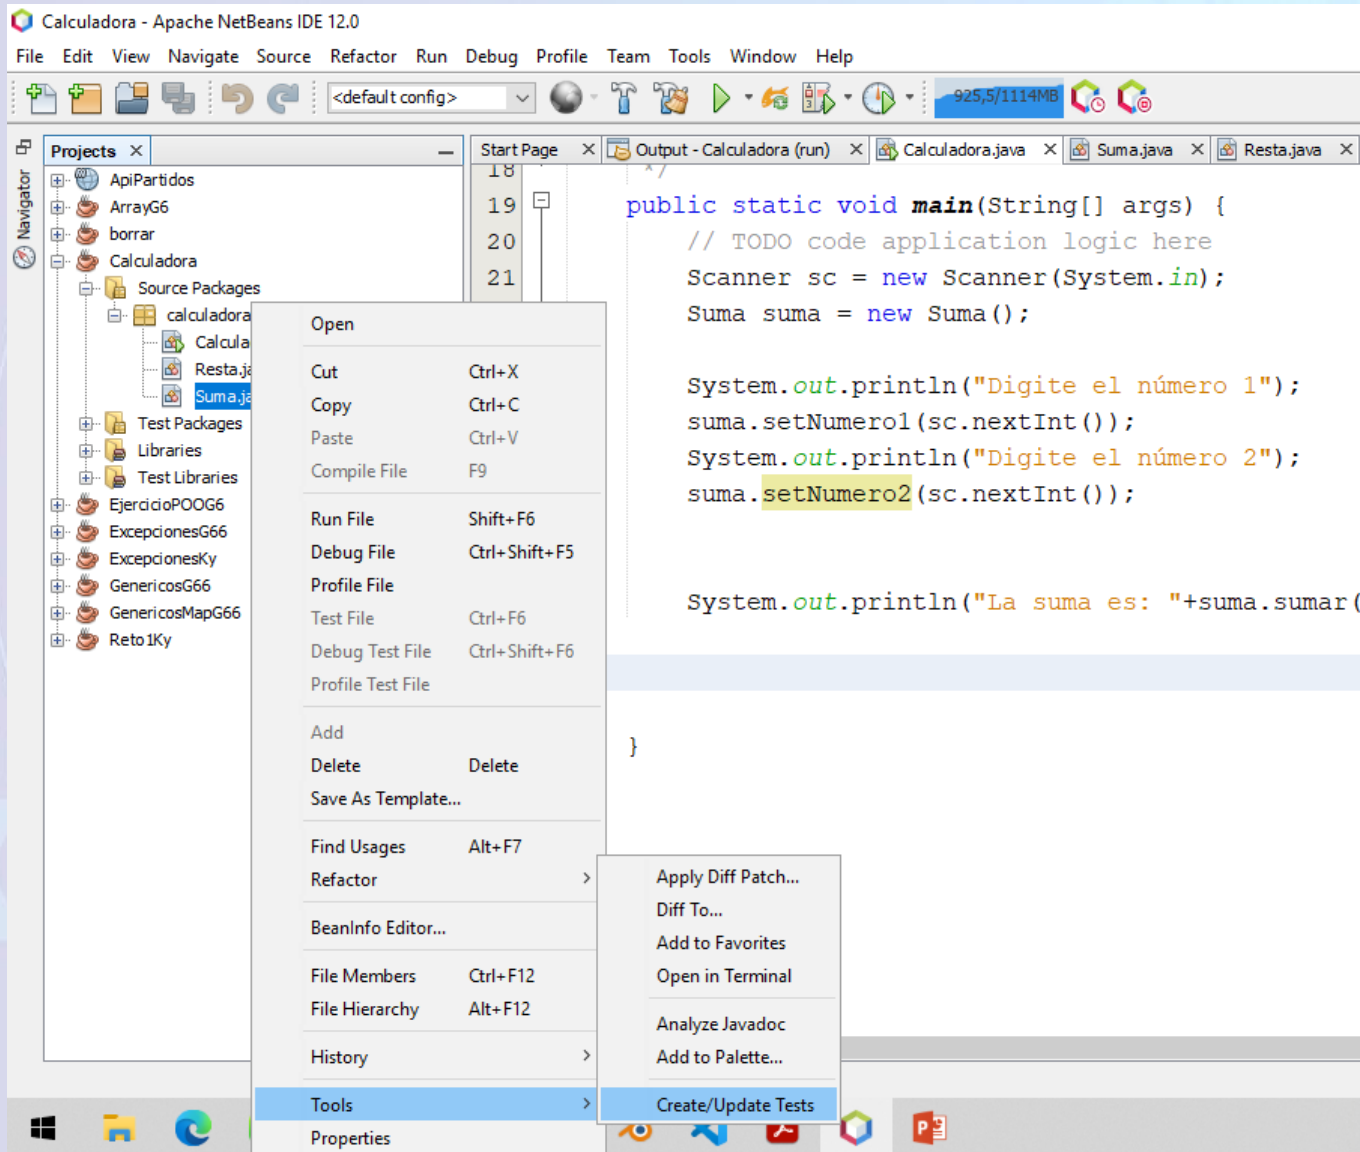 Calculadora - Apache NetBeans IDE 12.0
File Edit View Navigate Source Refactor Run Debug Profile Team Tools Window Help
<default config> 925,5/1114MB
Navigator
Projects
ApiPartidos
ArrayG6
borrar
Calculadora
Source Packages
calculadora
Calcula
Resta.ja
Suma.ja
Test Packages
Libraries
Test Libraries
EjercicioPOOG6
ExcepcionesG66
ExcepcionesKy
GenericosG66
GenericosMapG66
Reto1Ky
Start Page Output - Calculadora (run) Calculadora.java Suma.java Resta.java
18 */
19 public static void main(String[] args) {
20 // TODO code application logic here
21 Scanner sc = new Scanner(System.in);
Suma suma = new Suma();
System.out.println("Digite el número 1");
suma.setNumero1(sc.nextInt());
System.out.println("Digite el número 2");
suma.setNumero2(sc.nextInt());
System.out.println("La suma es: "+suma.sumar(
}
Open
Cut Ctrl+X
Copy Ctrl+C
Paste Ctrl+V
Compile File F9
Run File Shift+F6
Debug File Ctrl+Shift+F5
Profile File
Test File Ctrl+F6
Debug Test File Ctrl+Shift+F6
Profile Test File
Add
Delete Delete
Save As Template...
Find Usages Alt+F7
Refactor
BeanInfo Editor...
File Members Ctrl+F12
File Hierarchy Alt+F12
History
Tools
Properties
Apply Diff Patch...
Diff To...
Add to Favorites
Open in Terminal
Analyze Javadoc
Add to Palette...
Create/Update Tests